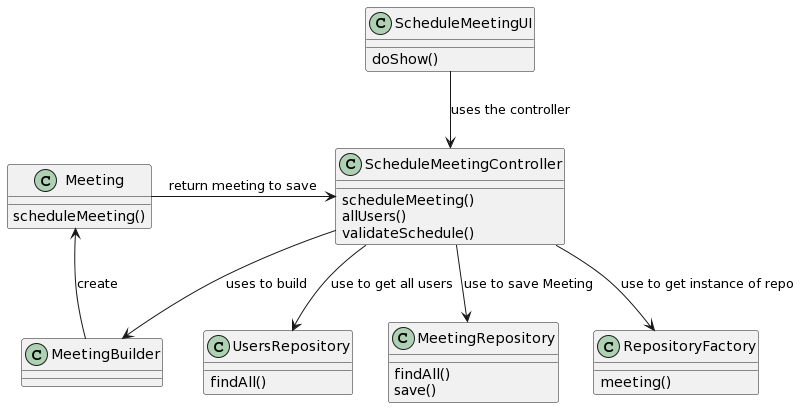 C ScheduleMeetingUI
doShow()
uses the controller
C Meeting
scheduleMeeting()
return meeting to save
C ScheduleMeetingController
scheduleMeeting()
allUsers()
validateSchedule()
create
uses to build
use to get all users
use to save Meeting
use to get instance of repo
C MeetingBuilder
C UsersRepository
findAll()
C MeetingRepository
findAll()
save()
C RepositoryFactory
meeting()